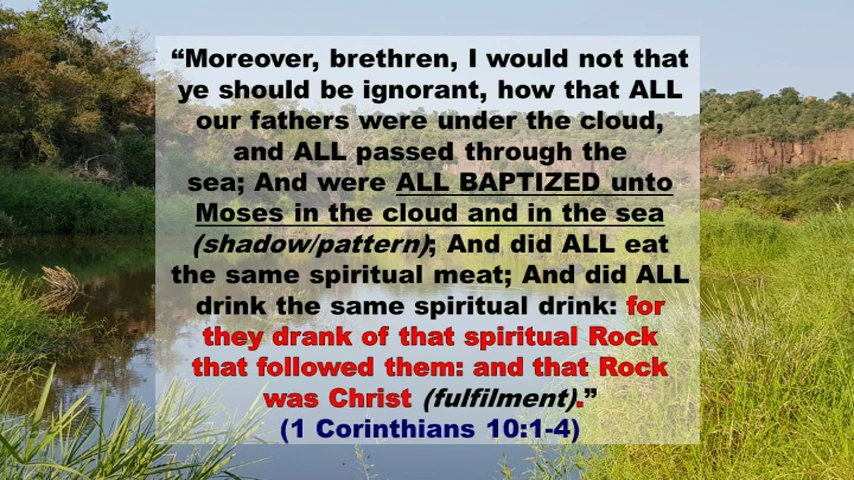 “Moreover, brethren, I would not that
ye should be ignorant, how that ALL
our fathers were under the cloud,
and ALL passed through the
sea; And were ALL BAPTIZED unto
Moses in the cloud and in the sea
(shadow/pattern); And did ALL eat
the same spiritual meat; And did ALL
drink the same spiritual drink: for
they drank of that spiritual Rock
that followed them: and that Rock
was Christ (fulfilment).”
(1 Corinthians 10:1-4)